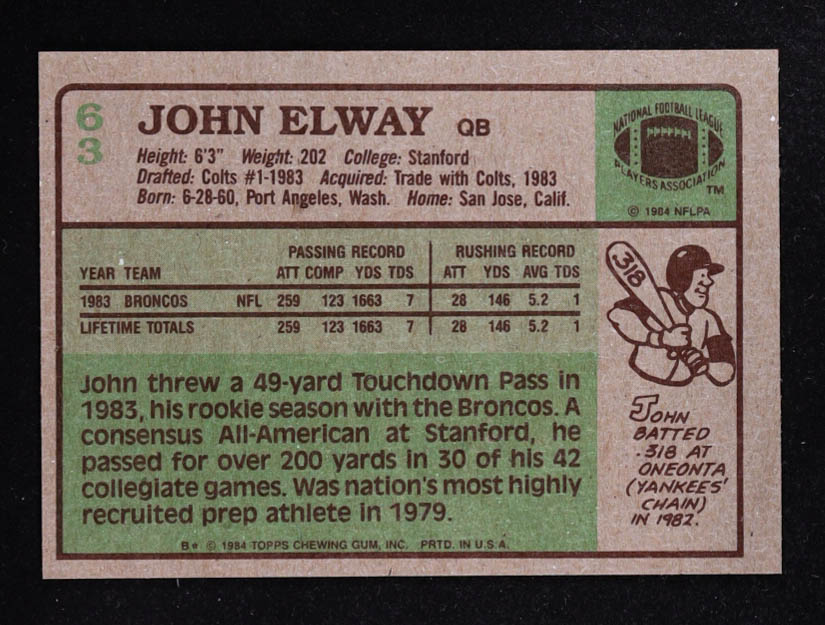 63
JOHN ELWAY QB
Height: 6'3" Weight: 202 College: Stanford
Drafted: Colts #1-1983 Acquired: Trade with Colts, 1983
Born: 6-28-60, Port Angeles, Wash. Home: San Jose, Calif.
NATIONAL FOOTBALL LEAGUE
PLAYERS ASSOCIATION
TM
© 1984 NFLPA
PASSING RECORD RUSHING RECORD
YEAR TEAM ATT COMP YDS TDS ATT YDS AVG TDS
1983 BRONCOS NFL 259 123 1663 7 28 146 5.2 1
LIFETIME TOTALS 259 123 1663 7 28 146 5.2 1
John threw a 49-yard Touchdown Pass in
1983, his rookie season with the Broncos. A
consensus All-American at Stanford, he
passed for over 200 yards in 30 of his 42
collegiate games. Was nation's most highly
recruited prep athlete in 1979.
B* © 1984 TOPPS CHEWING GUM, INC. PRTD. IN U.S.A.
.318
JOHN
BATTED
.318 AT
ONEONTA
(YANKEES'
CHAIN)
IN 1982.